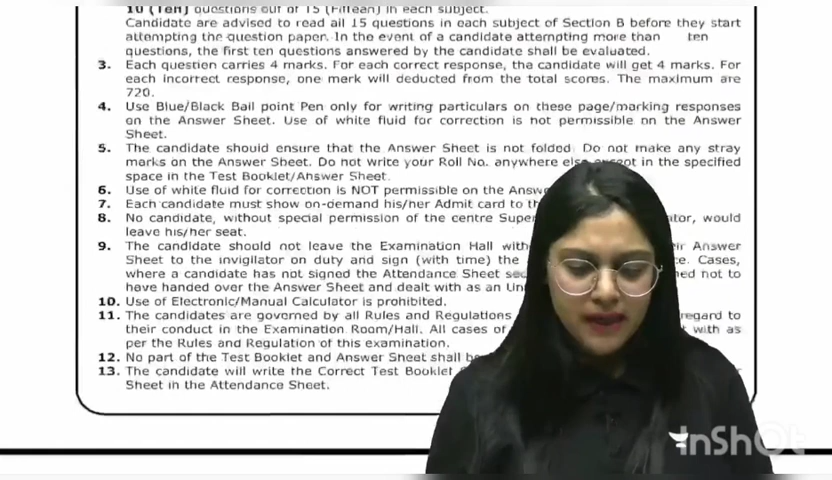 10 (Ten) questions out of 15 (Fifteen) in each subject.
Candidate are advised to read all 15 questions in each subject of Section B before they start
attempting the question paper. In the event of a candidate attempting more than ten
questions, the first ten questions answered by the candidate shall be evaluated.
3. Each question carries 4 marks. For each correct response, the candidate will get 4 marks. For
each incorrect response, one mark will deducted from the total scores. The maximum are
720.
4. Use Blue/Black Ball point Pen only for writing particulars on these page/marking responses
on the Answer Sheet. Use of white fluid for correction is not permissible on the Answer
Sheet.
5. The candidate should ensure that the Answer Sheet is not folded. Do not make any stray
marks on the Answer Sheet. Do not write your Roll No. anywhere else except in the specified
space in the Test Booklet/Answer Sheet.
6. Use of white fluid for correction is NOT permissible on the
7. Each candidate must show on-demand his/her Admit card to
8. No candidate, without special permission of the centre would
leave his/her seat.
9. The candidate should not leave the Examination Hall Answer
Sheet to the invigilator on duty and sign (with time) the Cases,
where a candidate has not signed the Attendance Sheet not to
have handed over the Answer Sheet and dealt with as an
10. Use of Electronic/Manual Calculator is prohibited.
11. The candidates are governed by all Rules and Regulations regard to
their conduct in the Examination Room/Hall. All cases of with as
per the Rules and Regulation of this examination.
12. No part of the Test Booklet and Answer Sheet shall
13. The candidate will write the Correct Test Booklet
Sheet in the Attendance Sheet.
InShOt